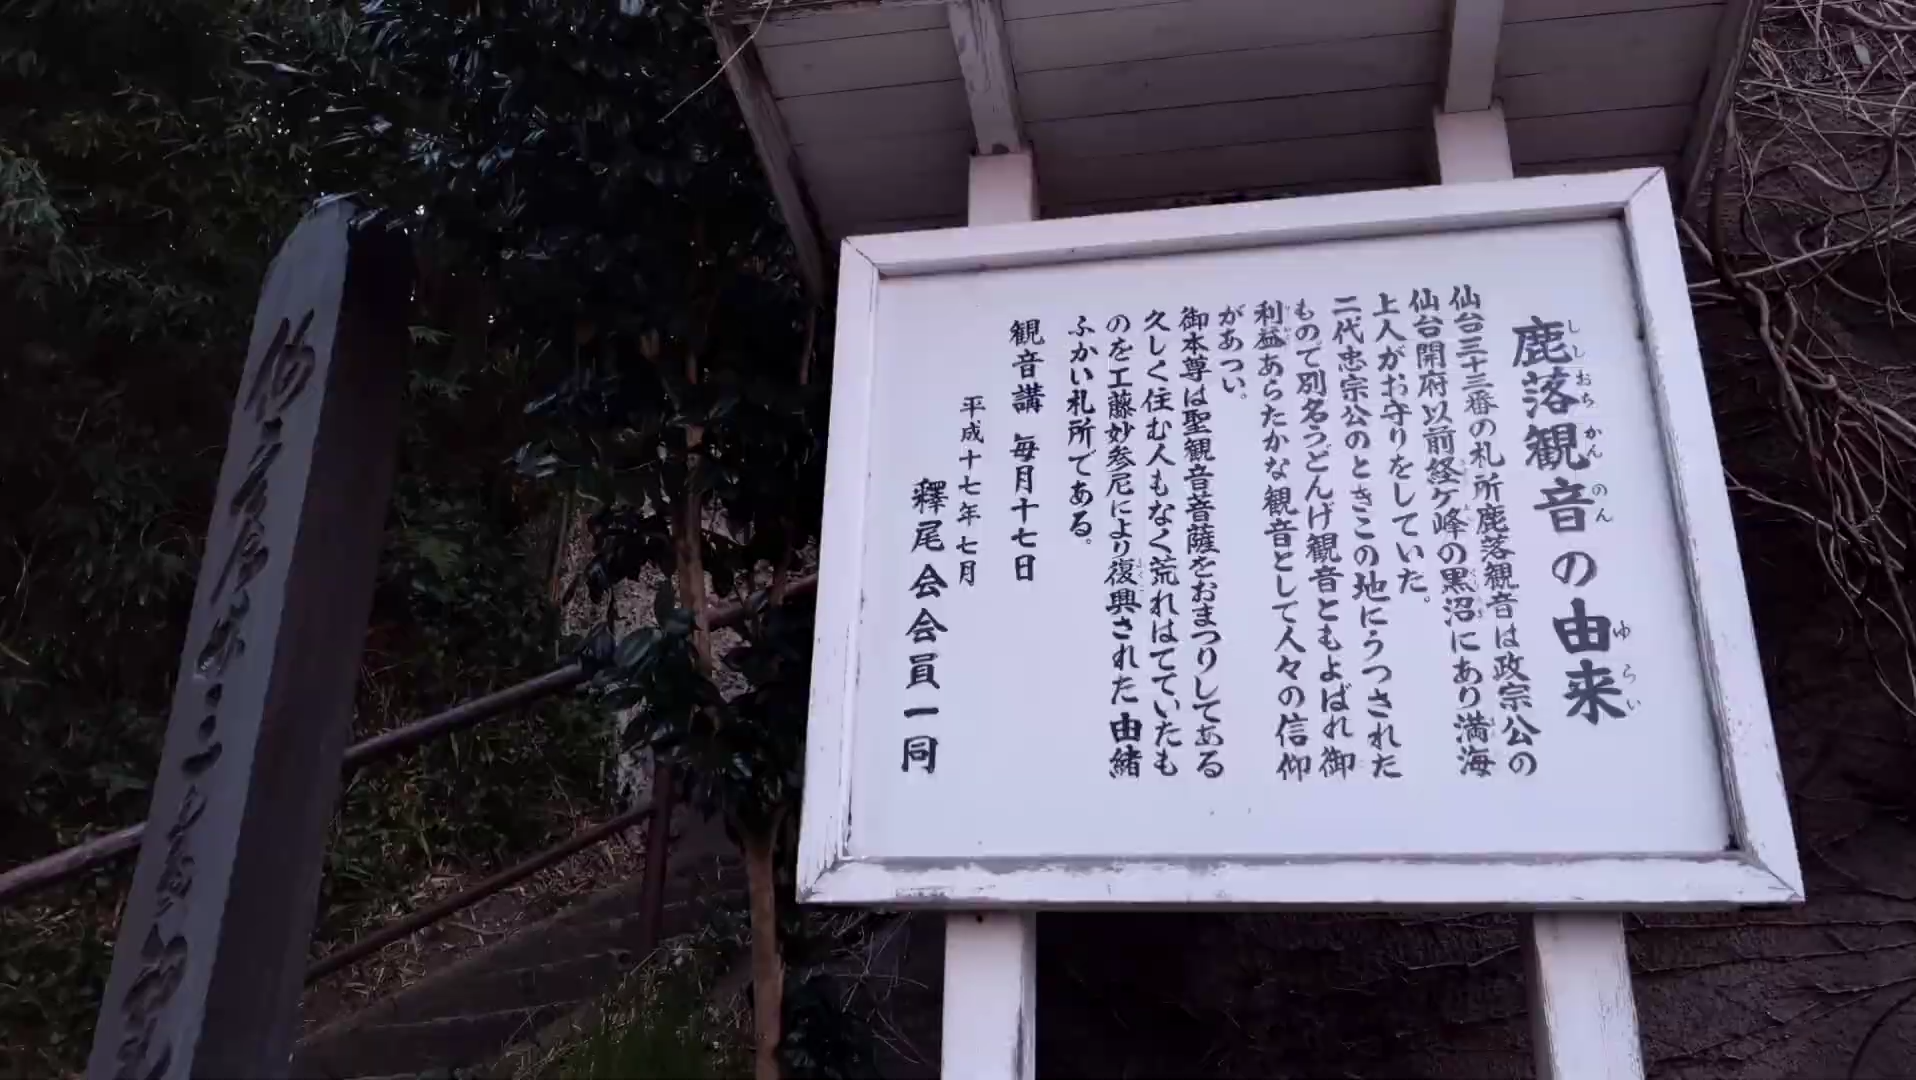 鹿落観音の由来
ししおちかんのんゆらい
仙台三十三番の札所鹿落観音は政宗公の
仙台開府以前経ケ峰の黒沼にあり満海
上人がお守りをしていた。
二代忠宗公のときこの地にうつされた
もので別名うどんげ観音ともよばれ御
利益あらたかな観音として人々の信仰
があつい。
御本尊は聖観音菩薩をおまつりしてある
久しく住む人もなく荒れはてていたも
のを工藤妙参尼により復興された由緒
ふかい札所である。
観音講 毎月十七日
平成十七年七月
釋尾会会員一同